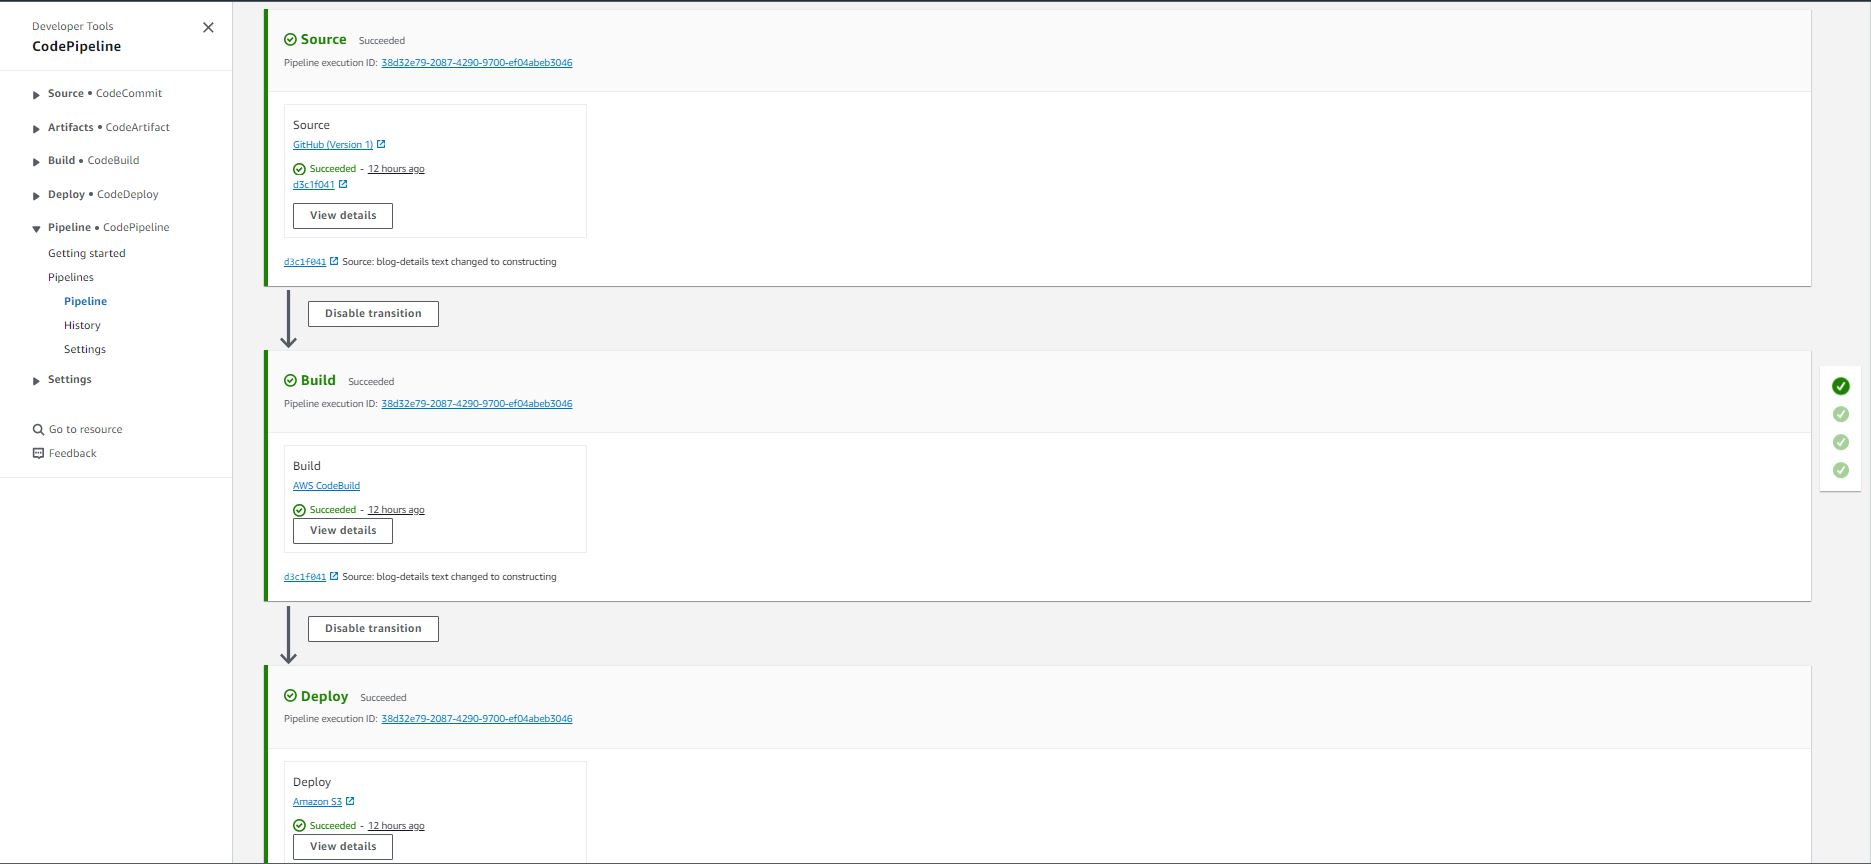 Developer Tools
CodePipeline
Source • CodeCommit
Artifacts • CodeArtifact
Build • CodeBuild
Deploy • CodeDeploy
Pipeline • CodePipeline
Getting started
Pipelines
Pipeline
History
Settings
Settings
Go to resource
Feedback
Source Succeeded
Pipeline execution ID: 38d32e79-2087-4290-9700-ef04abeb3046
Source
GitHub (Version 1)
Succeeded - 12 hours ago
d3c1f041
View details
d3c1f041 Source: blog-details text changed to constructing
Disable transition
Build Succeeded
Pipeline execution ID: 38d32e79-2087-4290-9700-ef04abeb3046
Build
AWS CodeBuild
Succeeded - 12 hours ago
View details
d3c1f041 Source: blog-details text changed to constructing
Disable transition
Deploy Succeeded
Pipeline execution ID: 38d32e79-2087-4290-9700-ef04abeb3046
Deploy
Amazon S3
Succeeded - 12 hours ago
View details